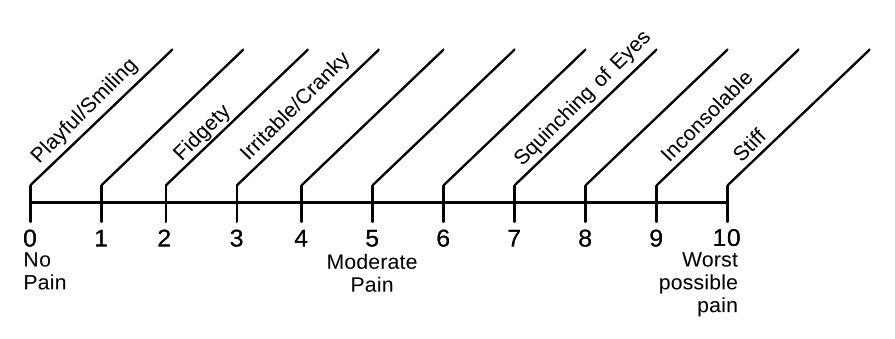 Playful/Smiling
Fidgety
Irritable/Cranky
Squinching of Eyes
Inconsolable
Stiff
0 1 2 3 4 5 6 7 8 9 10
No
Pain
Moderate
Pain
Worst
possible
pain